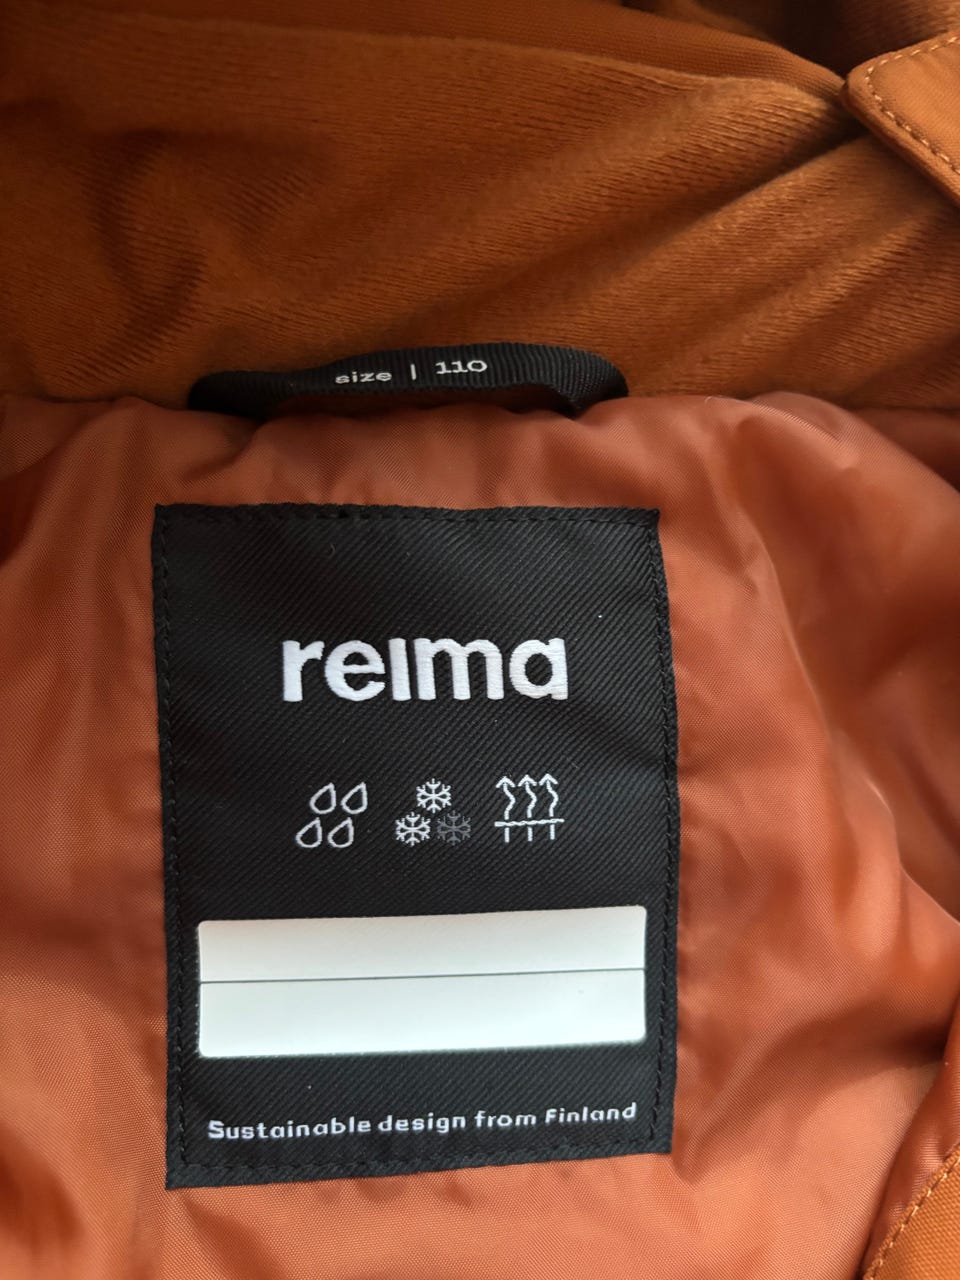 size | 110
reima
Sustainable design from Finland